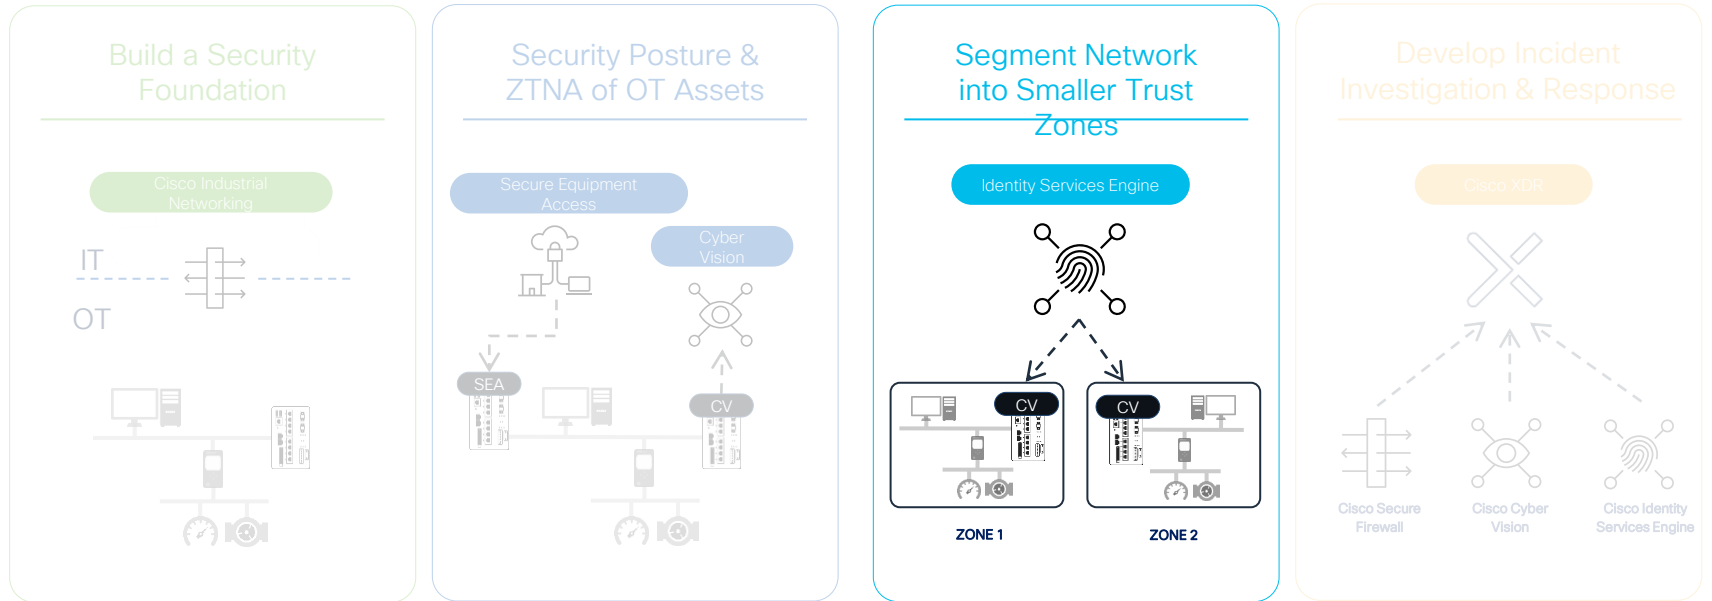 Build a Security
Foundation
Cisco Industrial
Networking
IT
OT
Security Posture &
ZTNA of OT Assets
Secure Equipment
Access
Cyber
Vision
SEA
CV
Segment Network
into Smaller Trust
Zones
Identity Services Engine
CV
CV
ZONE 1
ZONE 2
Develop Incident
Investigation & Response
Cisco XDR
Cisco Secure
Firewall
Cisco Cyber
Vision
Cisco Identity
Services Engine